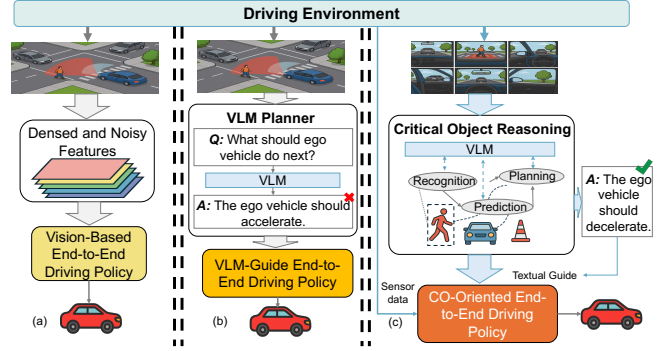 Driving Environment
Densed and Noisy
Features
Vision-Based
End-to-End
Driving Policy
(a)
VLM Planner
Q: What should ego
vehicle do next?
VLM
A: The ego vehicle should
accelerate.
VLM-Guide End-to-
End Driving Policy
(b)
Critical Object Reasoning
VLM
Recognition
Planning
Prediction
A: The ego
vehicle
should
decelerate.
Textual Guide
Sensor
data
(c)
CO-Oriented End-
to-End Driving
Policy